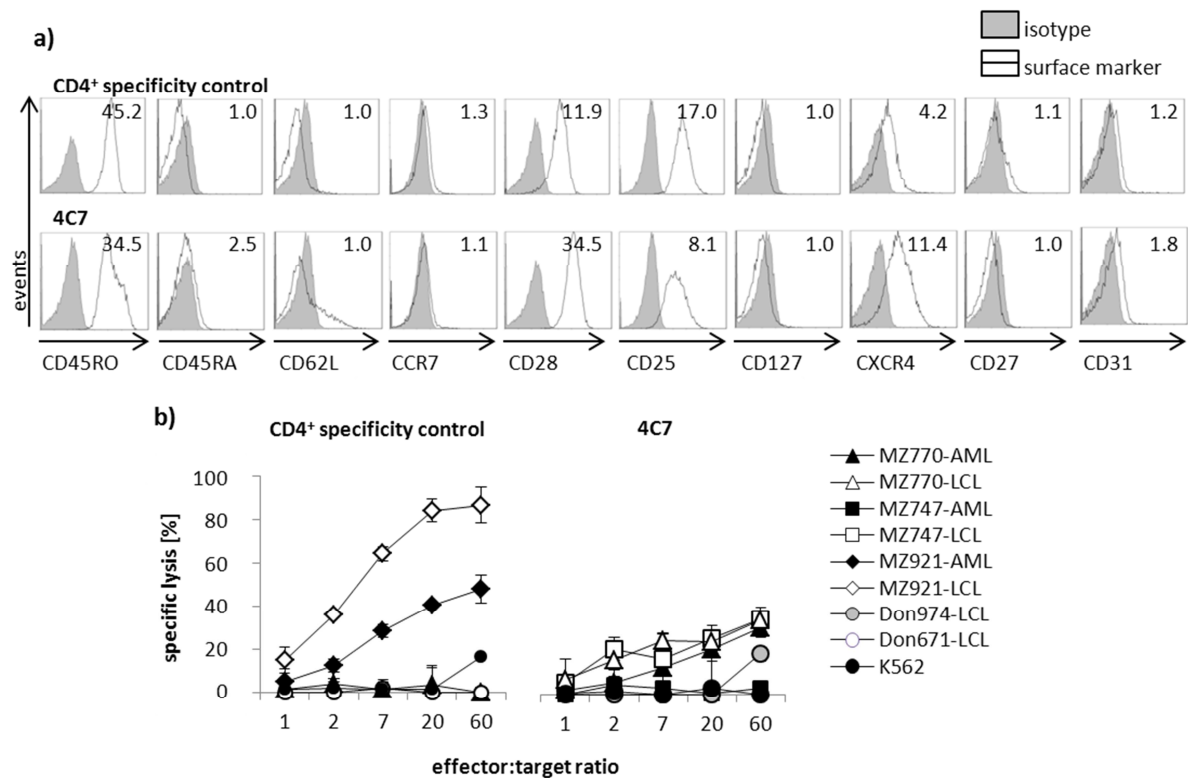 a)
isotype
surface marker
CD4+ specificity control
45.2 1.0 1.0 1.3 11.9 17.0 1.0 4.2 1.1 1.2
4C7
34.5 2.5 1.0 1.1 34.5 8.1 1.0 11.4 1.0 1.8
events
CD45RO CD45RA CD62L CCR7 CD28 CD25 CD127 CXCR4 CD27 CD31
b)
CD4+ specificity control
4C7
specific lysis [%]
100
80
60
40
20
0
1 2 7 20 60
1 2 7 20 60
effector:target ratio
MZ770-AML
MZ770-LCL
MZ747-AML
MZ747-LCL
MZ921-AML
MZ921-LCL
Don974-LCL
Don671-LCL
K562